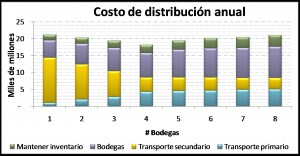 Costo de distribución anual
Miles de millones
25
20
15
10
5
-
1 2 3 4 5 6 7 8
# Bodegas
Mantener inventario Bodegas Transporte secundario Transporte primario